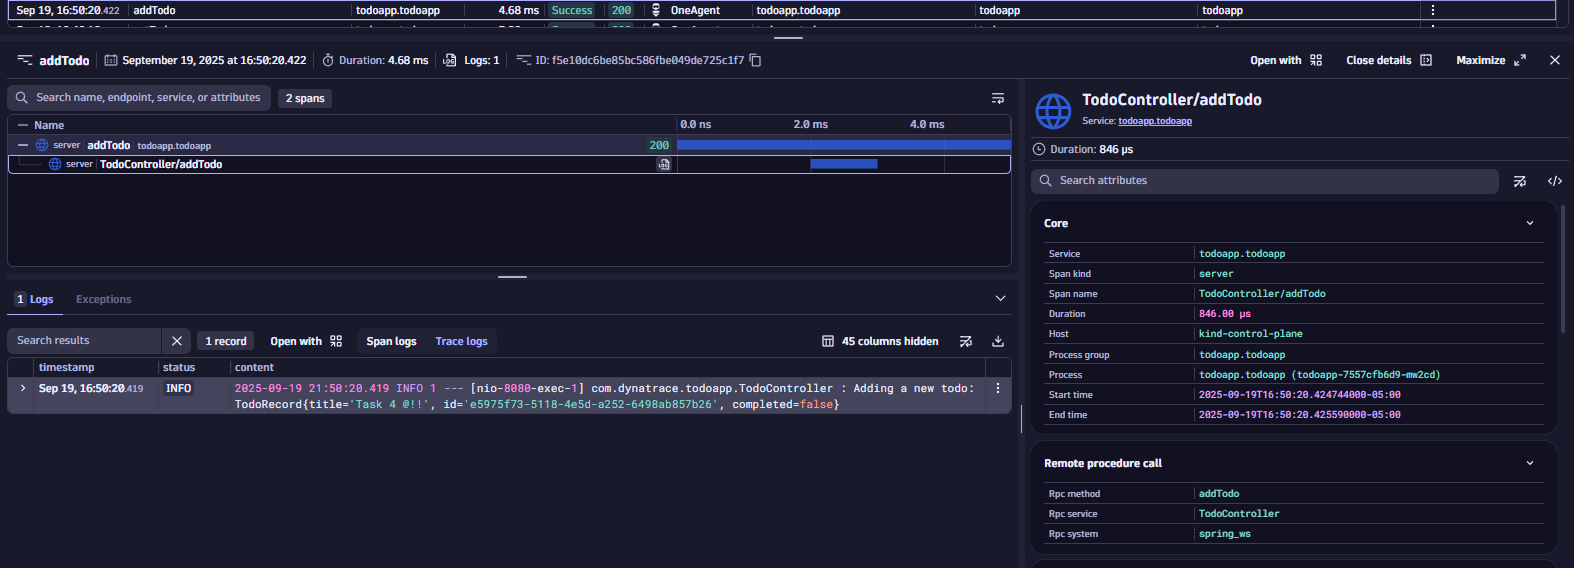 Sep 19, 16:50:20.422 addTodo todoapp.todoapp 4.68 ms Success 200 OneAgent todoapp.todoapp todoapp todoapp
addTodo September 19, 2025 at 16:50:20.422 Duration: 4.68 ms Logs: 1 ID: f5e10dc6be85bc586fbe049de725c1f7 Open with Close details Maximize
Search name, endpoint, service, or attributes 2 spans
Name 0.0 ns 2.0 ms 4.0 ms
server addTodo todoapp.todoapp 200
server TodoController/addTodo LOG
1 Logs Exceptions
Search results 1 record Open with Span logs Trace logs 45 columns hidden
timestamp status content
Sep 19, 16:50:20.419 INFO 2025-09-19 21:50:20.419 INFO 1 --- [nio-8080-exec-1] com.dynatrace.todoapp.TodoController : Adding a new todo:
TodoRecord{title='Task 4 @!!', id='e5975f73-5118-4e5d-a252-6498ab857b26', completed=false}
TodoController/addTodo
Service: todoapp.todoapp
Duration: 846 µs
Search attributes
Core
Service todoapp.todoapp
Span kind server
Span name TodoController/addTodo
Duration 846.00 µs
Host kind-control-plane
Process group todoapp.todoapp
Process todoapp.todoapp (todoapp-7557cfb6d9-mw2cd)
Start time 2025-09-19T16:50:20.424744000-05:00
End time 2025-09-19T16:50:20.425590000-05:00
Remote procedure call
Rpc method addTodo
Rpc service TodoController
Rpc system spring_ws